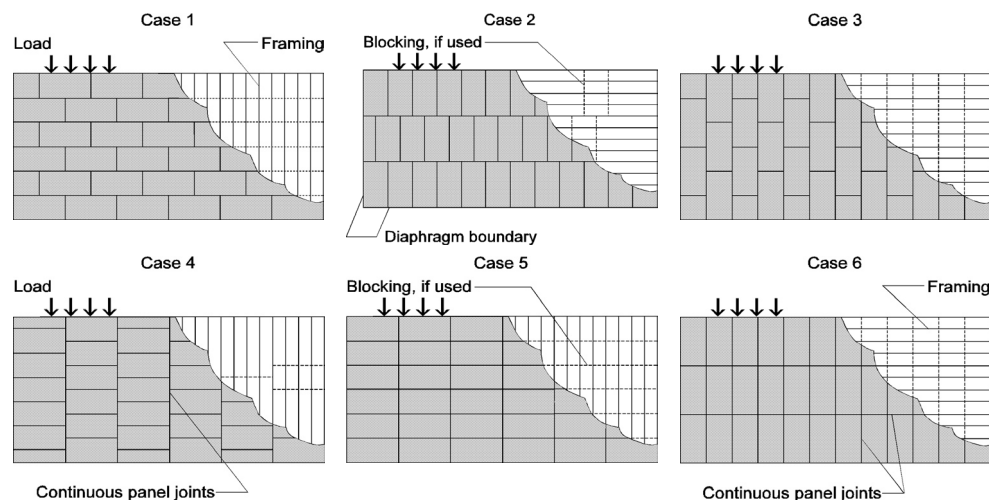 Case 1
Case 2
Case 3
Load
Framing
Blocking, if used
Diaphragm boundary
Case 4
Case 5
Case 6
Load
Blocking, if used
Framing
Continuous panel joints
Continuous panel joints